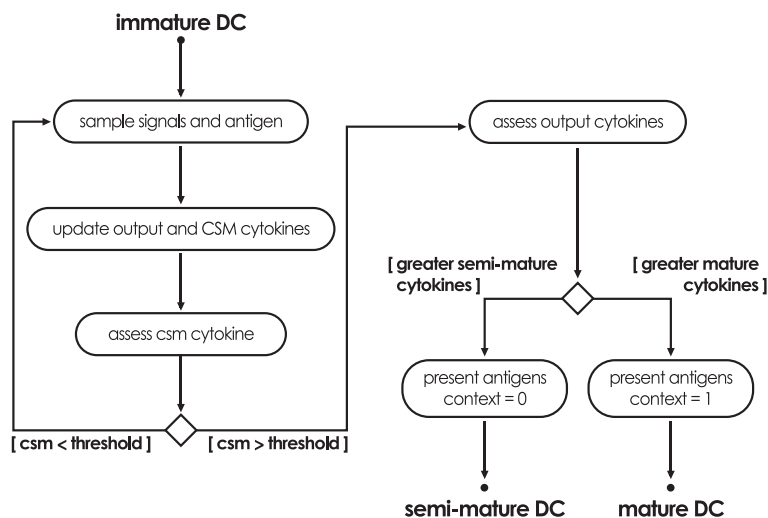 immature DC
sample signals and antigen
update output and CSM cytokines
assess csm cytokine
[ csm < threshold ]
[ csm > threshold ]
assess output cytokines
[ greater semi-mature
cytokines ]
[ greater mature
cytokines ]
present antigens
context = 0
present antigens
context = 1
semi-mature DC
mature DC